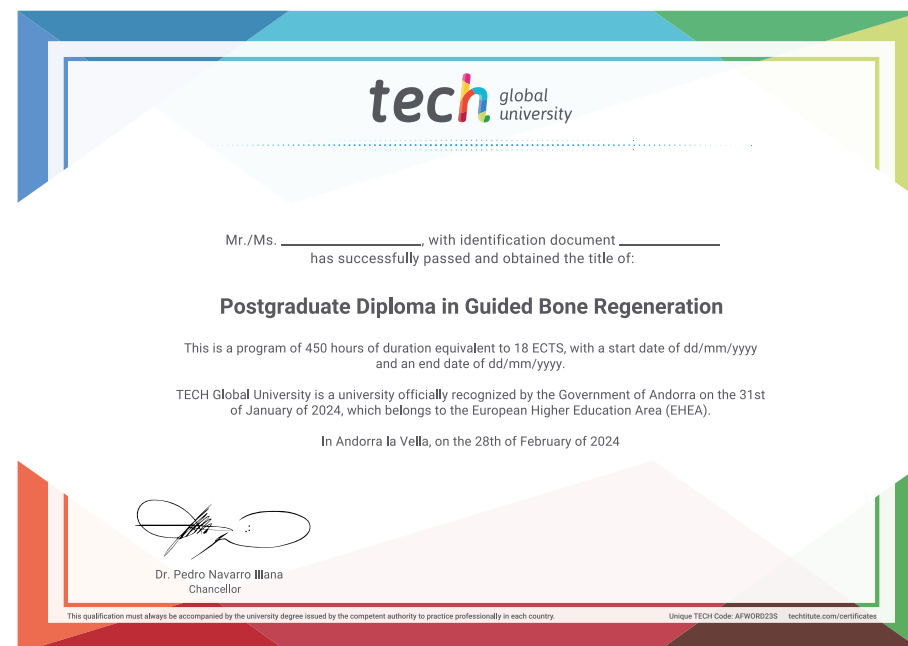 tech global
university
Mr./Ms. ____________________, with identification document ______________
has successfully passed and obtained the title of:
Postgraduate Diploma in Guided Bone Regeneration
This is a program of 450 hours of duration equivalent to 18 ECTS, with a start date of dd/mm/yyyy
and an end date of dd/mm/yyyy.
TECH Global University is a university officially recognized by the Government of Andorra on the 31st
of January of 2024, which belongs to the European Higher Education Area (EHEA).
In Andorra la Vella, on the 28th of February of 2024
Dr. Pedro Navarro Illana
Chancellor
This qualification must always be accompanied by the university degree issued by the competent authority to practice professionally in each country.
Unique TECH Code: AFWORD23S techtitute.com/certificates